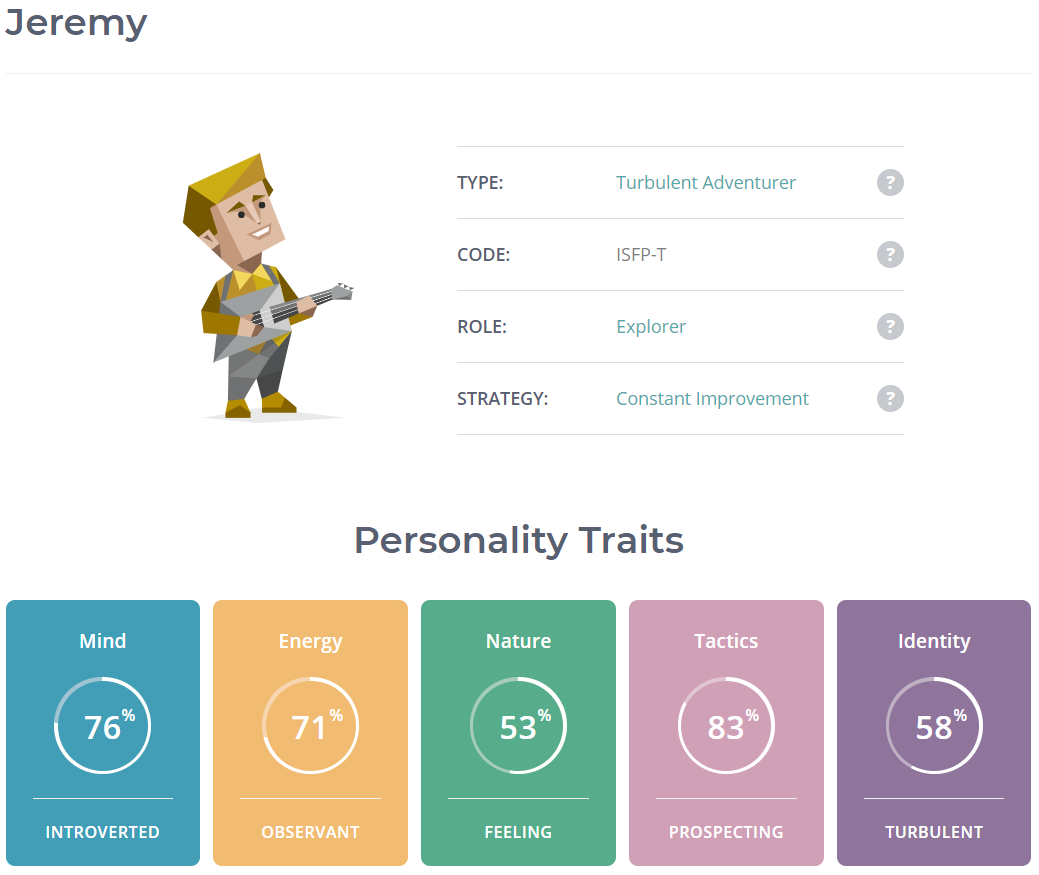 Jeremy
TYPE: Turbulent Adventurer ?
CODE: ISFP-T ?
ROLE: Explorer ?
STRATEGY: Constant Improvement ?
Personality Traits
Mind Energy Nature Tactics Identity
76% 71% 53% 83% 58%
INTROVERTED OBSERVANT FEELING PROSPECTING TURBULENT